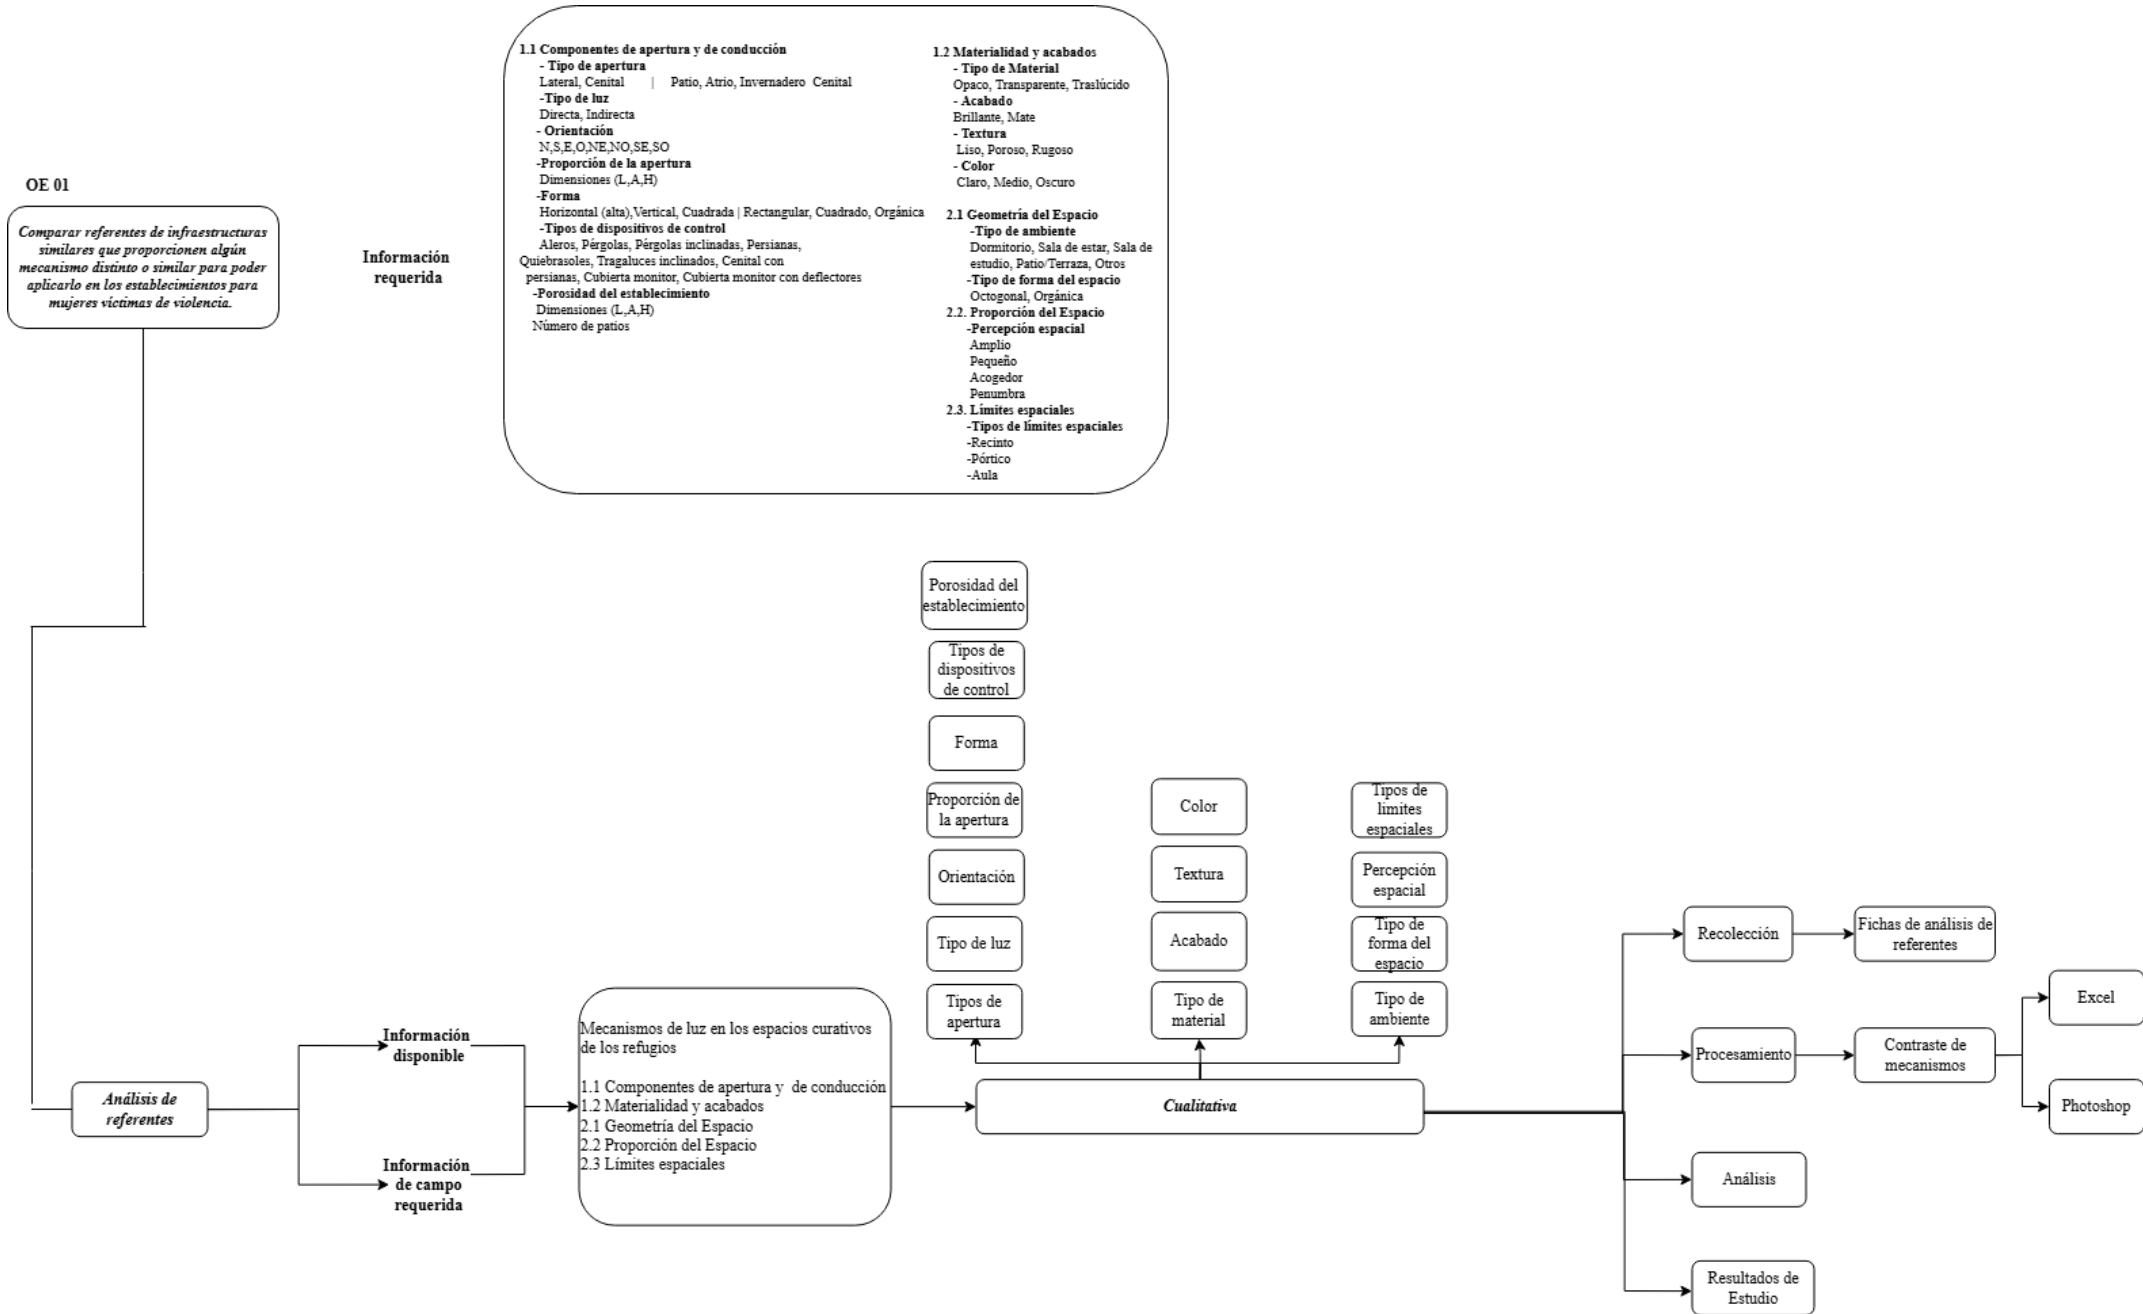 1.1 Componentes de apertura y de conducción
- Tipo de apertura
Lateral, Cenital | Patio, Atrio, Invernadero Cenital
-Tipo de luz
Directa, Indirecta
- Orientación
N,S,E,O,NE,NO,SE,SO
-Proporción de la apertura
Dimensiones (L,A,H)
-Forma
Horizontal (alta),Vertical, Cuadrada | Rectangular, Cuadrado, Orgánica
-Tipos de dispositivos de control
Aleros, Pérgolas, Pérgolas inclinadas, Persianas,
Quiebrasoles, Tragaluces inclinados, Cenital con
persianas, Cubierta monitor, Cubierta monitor con deflectores
-Porosidad del establecimiento
Dimensiones (L,A,H)
Número de patios
1.2 Materialidad y acabados
- Tipo de Material
Opaco, Transparente, Traslúcido
- Acabado
Brillante, Mate
- Textura
Liso, Poroso, Rugoso
- Color
Claro, Medio, Oscuro
2.1 Geometría del Espacio
-Tipo de ambiente
Dormitorio, Sala de estar, Sala de
estudio, Patio/Terraza, Otros
-Tipo de forma del espacio
Octogonal, Orgánica
2.2. Proporción del Espacio
-Percepción espacial
Amplio
Pequeño
Acogedor
Penumbra
2.3. Límites espaciales
-Tipos de límites espaciales
-Recinto
-Pórtico
-Aula
OE 01
Comparar referentes de infraestructuras
similares que proporcionen algún
mecanismo distinto o similar para poder
aplicarlo en los establecimientos para
mujeres víctimas de violencia.
Información
requerida
Porosidad del
establecimiento
Tipos de
dispositivos
de control
Forma
Proporción de
la apertura
Orientación
Tipo de luz
Tipos de
apertura
Color
Textura
Acabado
Tipo de
material
Tipos de
limites
espaciales
Percepción
espacial
Tipo de
forma del
espacio
Tipo de
ambiente
Análisis de
referentes
Información
disponible
Información
de campo
requerida
Mecanismos de luz en los espacios curativos
de los refugios
1.1 Componentes de apertura y de conducción
1.2 Materialidad y acabados
2.1 Geometría del Espacio
2.2 Proporción del Espacio
2.3 Límites espaciales
Cualitativa
Recolección
Fichas de análisis de
referentes
Procesamiento
Contraste de
mecanismos
Excel
Photoshop
Análisis
Resultados de
Estudio